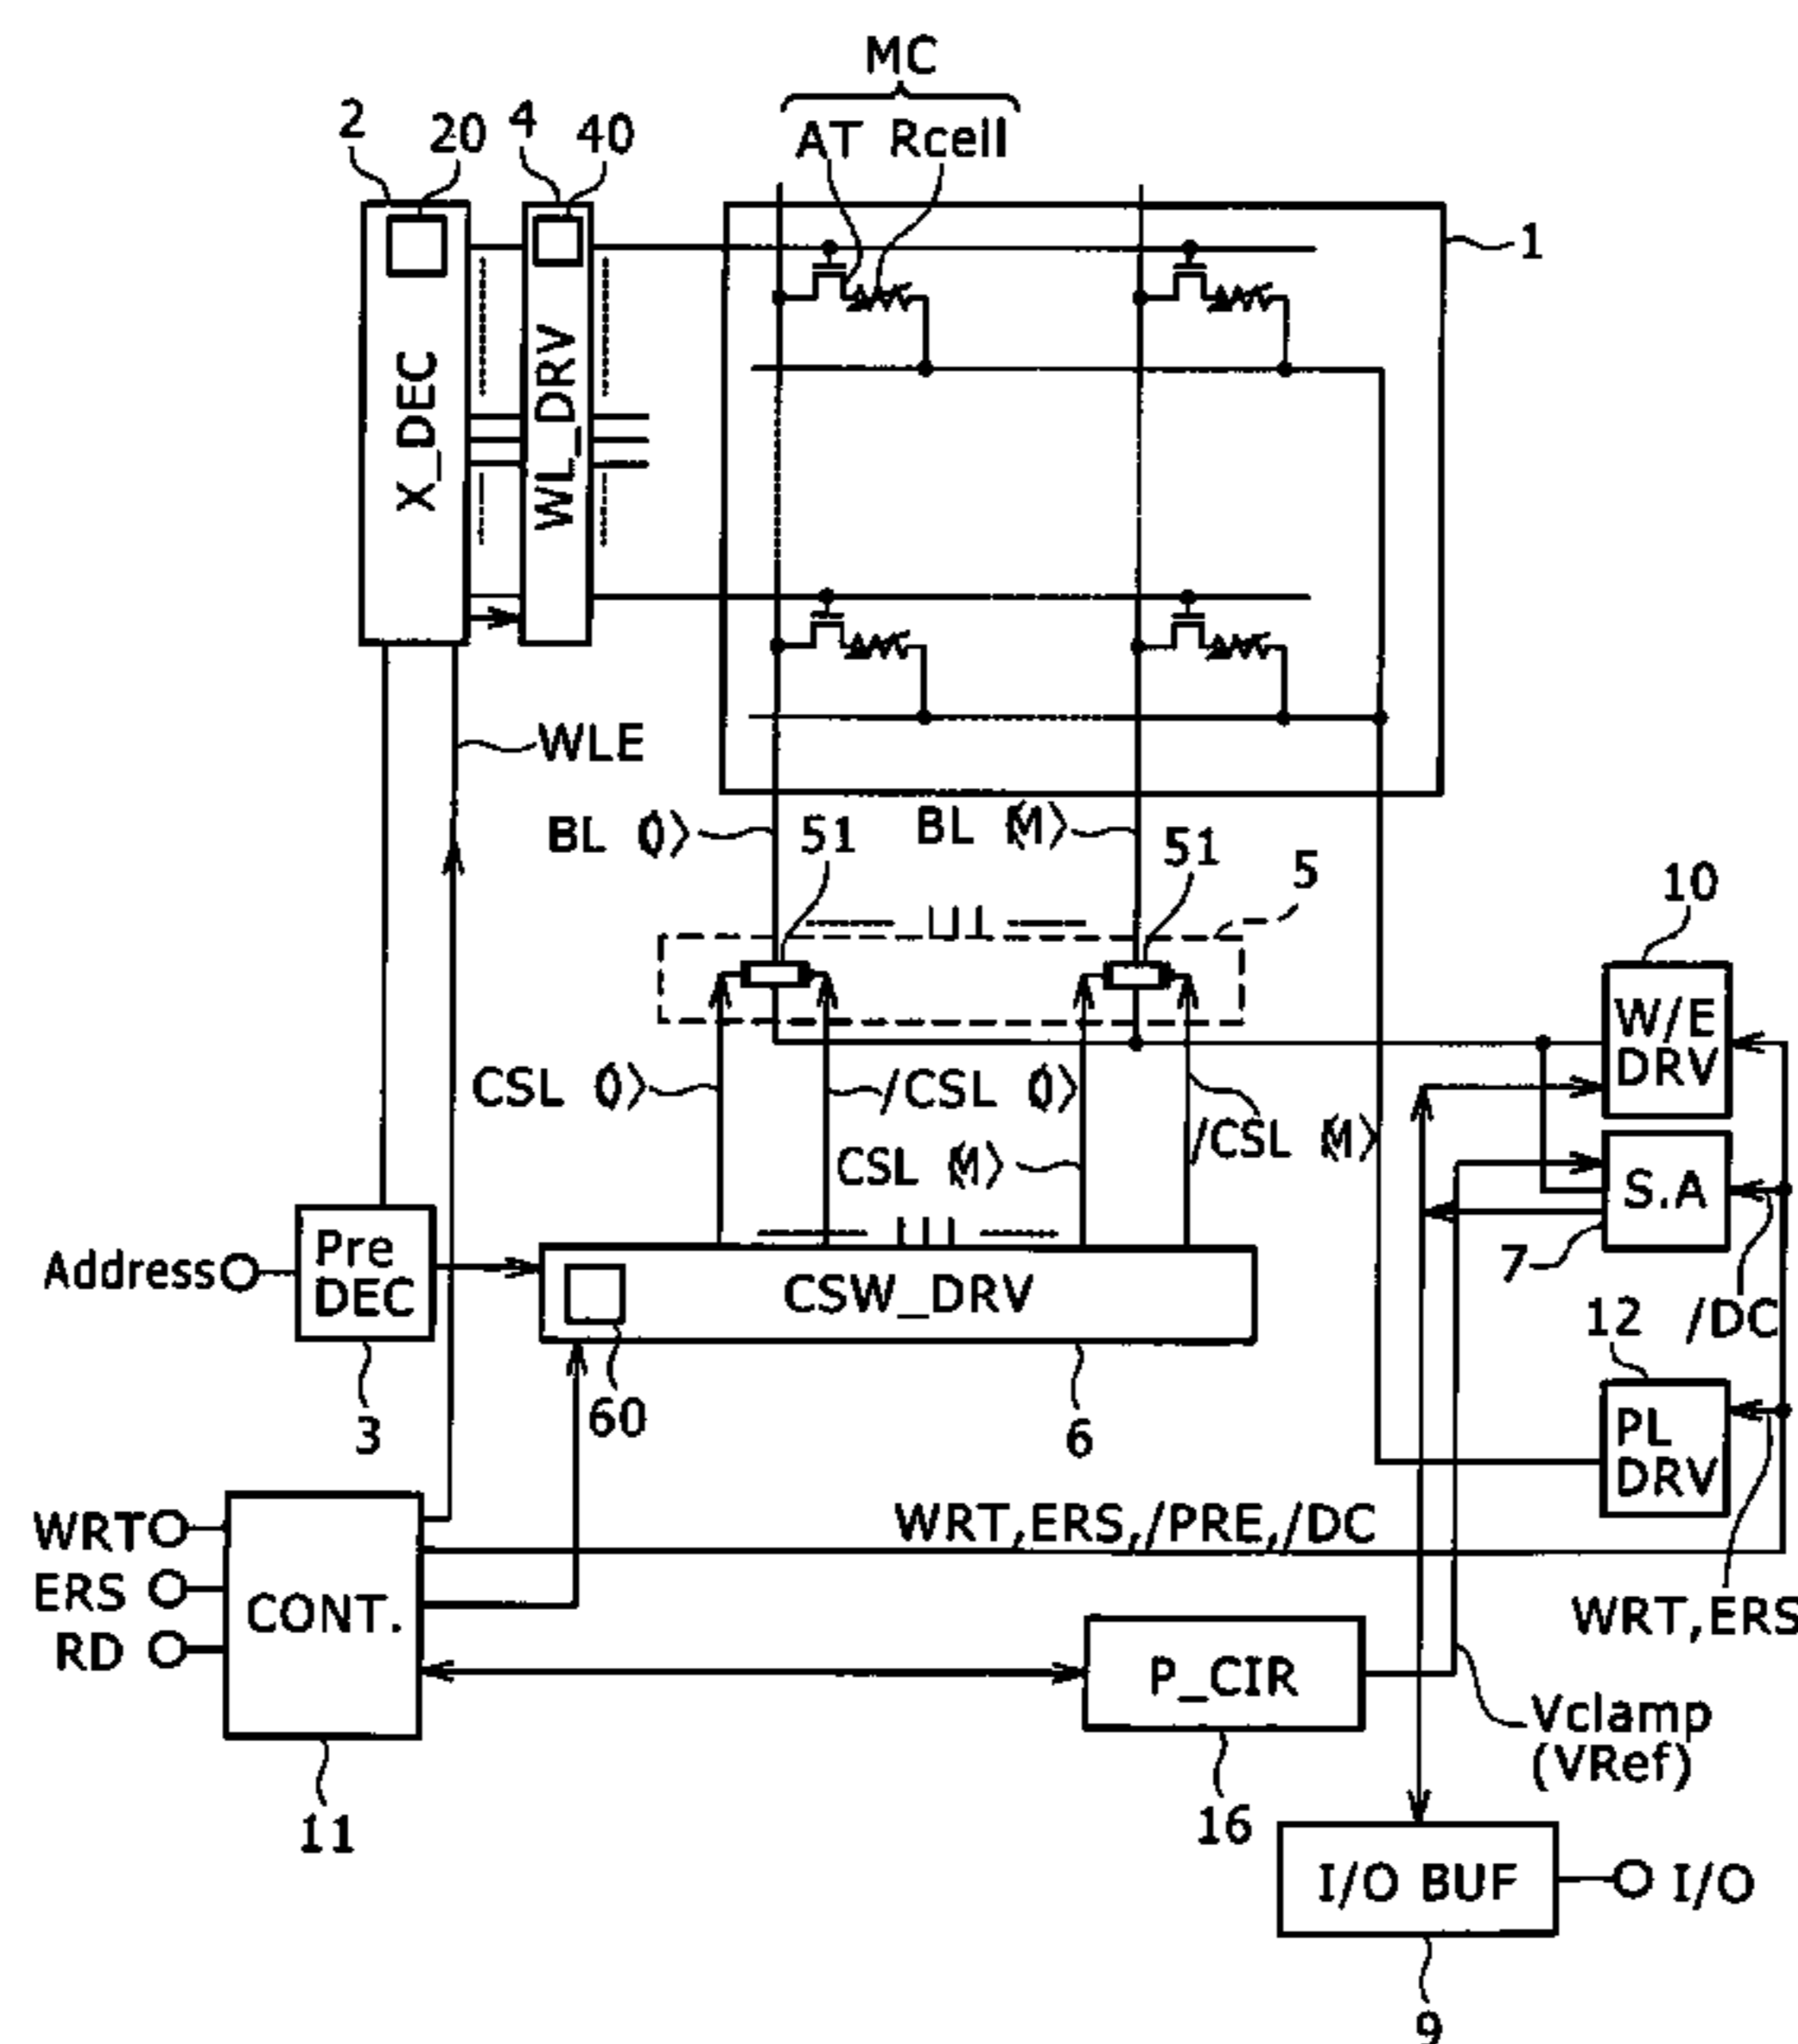 MC
2 20 4 40 AT Rcell
1
X_DEC
WL_DRV
WLE
BL 0〉 51 BL 〈M〉 51 5 10
W/E
DRV
CSL 0〉 /CSL 0〉
CSL 〈M〉 /CSL 〈M〉
S.A
7
/DC
Address
Pre
DEC
CSW_DRV
12
3 60 6
PL
DRV
WRT
ERS
RD
CONT.
WRT,ERS,/PRE,/DC
WRT,ERS
P_CIR
Vclamp
(VRef)
11 16
I/O BUF I/O
9